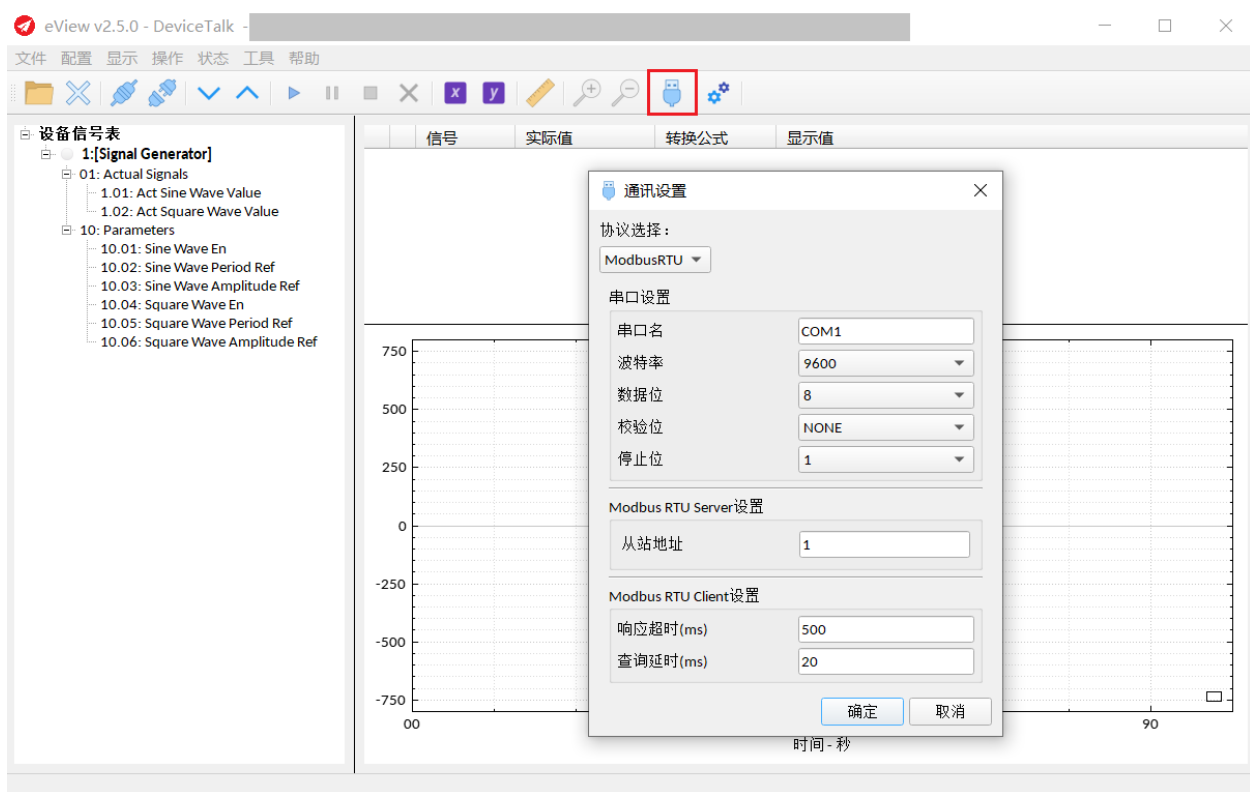 eView v2.5.0 - DeviceTalk -
文件 配置 显示 操作 状态 工具 帮助
x y
设备信号表
1:[Signal Generator]
01: Actual Signals
1.01: Act Sine Wave Value
1.02: Act Square Wave Value
10: Parameters
10.01: Sine Wave En
10.02: Sine Wave Period Ref
10.03: Sine Wave Amplitude Ref
10.04: Square Wave En
10.05: Square Wave Period Ref
10.06: Square Wave Amplitude Ref
信号 实际值 转换公式 显示值
750
500
250
0
-250
-500
-750
00 90
时间 - 秒
通讯设置
协议选择：
ModbusRTU
串口设置
串口名 COM1
波特率 9600
数据位 8
校验位 NONE
停止位 1
Modbus RTU Server设置
从站地址 1
Modbus RTU Client设置
响应超时(ms) 500
查询延时(ms) 20
确定 取消